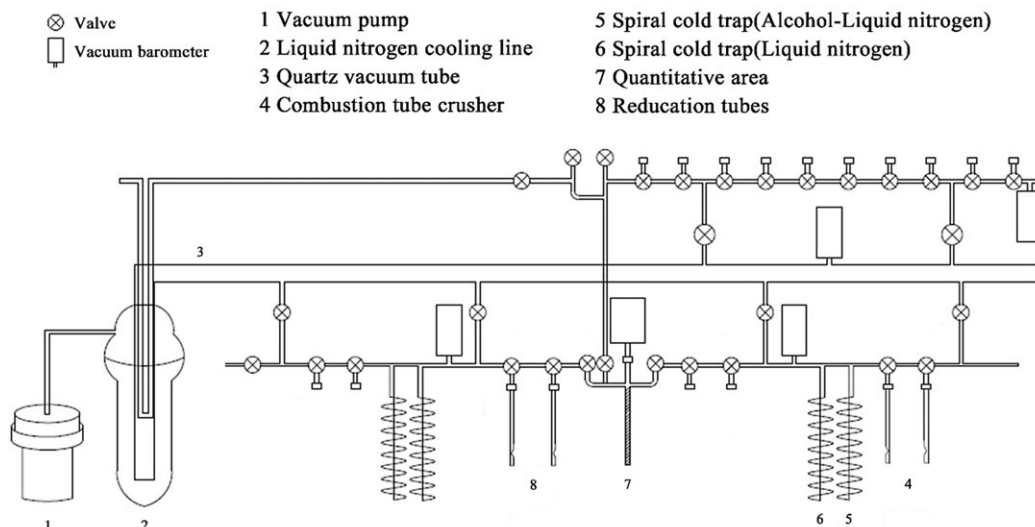 Valve
Vacuum barometer
1 Vacuum pump
2 Liquid nitrogen cooling line
3 Quartz vacuum tube
4 Combustion tube crusher
5 Spiral cold trap(Alcohol-Liquid nitrogen)
6 Spiral cold trap(Liquid nitrogen)
7 Quantitative area
8 Reducation tubes
3
8
7
6
5
4
1
2